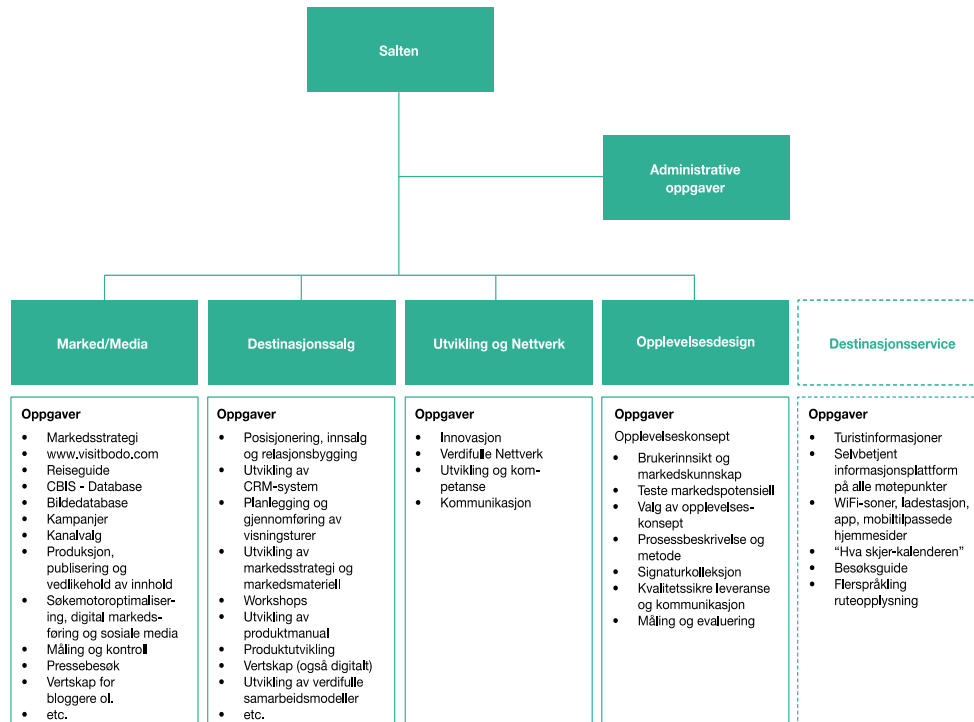 Salten
Administrative
oppgaver
Marked/Media
Destinasjonssalg
Utvikling og Nettverk
Opplevelsesdesign
Destinasjonsservice
Oppgaver
• Markedsstrategi
• www.visitbodo.com
• Reiseguide
• CBIS - Database
• Bildedatabase
• Kampanjer
• Kanalvalg
• Produksjon,
publisering og
vedlikehold av innhold
• Søkemotoroptimaliser-
ing, digital markeds-
føring og sosiale media
• Måling og kontroll
• Pressebesøk
• Vertskap for
bloggere ol.
• etc.
Oppgaver
• Posisjonering, innsalg
og relasjonsbygging
• Utvikling av
CRM-system
• Planlegging og
gjennomføring av
visningsturer
• Utvikling av
markedsstrategi og
markedsmateriell
• Workshops
• Utvikling av
produktmanual
• Produktutvikling
• Vertskap (også digitalt)
• Utvikling av verdifulle
samarbeidsmodeller
• etc.
Oppgaver
• Innovasjon
• Verdifulle Nettverk
• Utvikling og kom-
petanse
• Kommunikasjon
Oppgaver
Opplevelseskonsept
• Brukerinnsikt og
markedskunnskap
• Teste markedspotensiell
• Valg av opplevelses-
konsept
• Prosessbeskrivelse og
metode
• Signaturkolleksjon
• Kvalitetssikre leveranse
og kommunikasjon
• Måling og evaluering
Oppgaver
• Turistinformasjoner
• Selvbetjent
informasjonsplattform
på alle møtepunkter
• WiFi-soner, ladestasjon,
app, mobiltilpassede
hjemmesider
• “Hva skjer-kalenderen”
• Besøksguide
• Flerspråkling
ruteopplysning